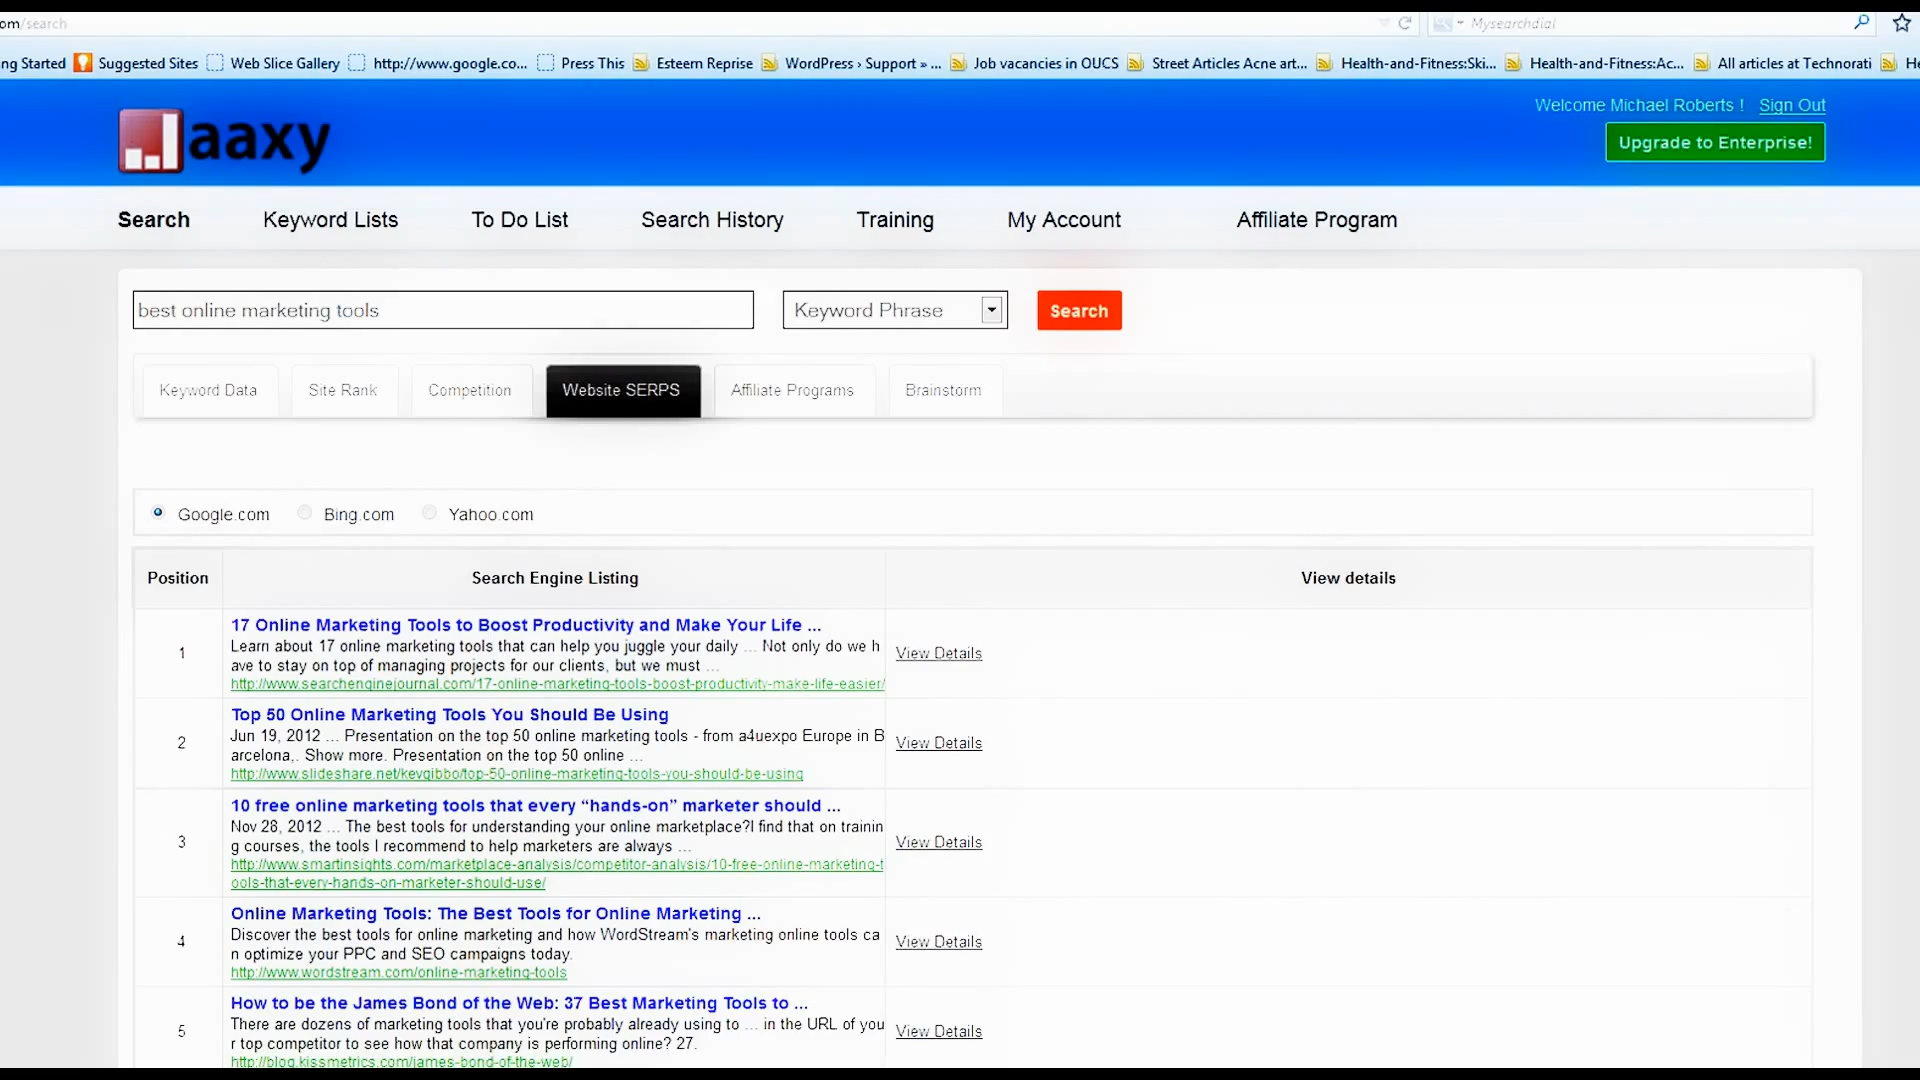 om/search
Mysearchdial
ng Started Suggested Sites Web Slice Gallery http://www.google.co... Press This Esteem Reprise WordPress › Support » ... Job vacancies in OUCS Street Articles Acne art... Health-and-Fitness:Ski... Health-and-Fitness:Ac... All articles at Technorati He
Welcome Michael Roberts ! Sign Out
aaxy
Upgrade to Enterprise!
Search Keyword Lists To Do List Search History Training My Account Affiliate Program
best online marketing tools Keyword Phrase Search
Keyword Data Site Rank Competition Website SERPS Affiliate Programs Brainstorm
Google.com Bing.com Yahoo.com
Position Search Engine Listing View details
17 Online Marketing Tools to Boost Productivity and Make Your Life ...
Learn about 17 online marketing tools that can help you juggle your daily ... Not only do we h
1 View Details
ave to stay on top of managing projects for our clients, but we must ...
http://www.searchenginejournal.com/17-online-marketing-tools-boost-productivity-make-life-easier/
Top 50 Online Marketing Tools You Should Be Using
Jun 19, 2012 ... Presentation on the top 50 online marketing tools - from a4uexpo Europe in B
2 View Details
arcelona,. Show more. Presentation on the top 50 online ...
http://www.slideshare.net/kevgibbo/top-50-online-marketing-tools-you-should-be-using
10 free online marketing tools that every “hands-on” marketer should ...
Nov 28, 2012 ... The best tools for understanding your online marketplace?I find that on trainin
3 View Details
g courses, the tools I recommend to help marketers are always ...
http://www.smartinsights.com/marketplace-analysis/competitor-analysis/10-free-online-marketing-t
ools-that-every-hands-on-marketer-should-use/
Online Marketing Tools: The Best Tools for Online Marketing ...
Discover the best tools for online marketing and how WordStream's marketing online tools ca
4 View Details
n optimize your PPC and SEO campaigns today.
http://www.wordstream.com/online-marketing-tools
How to be the James Bond of the Web: 37 Best Marketing Tools to ...
There are dozens of marketing tools that you're probably already using to ... in the URL of you
5 View Details
r top competitor to see how that company is performing online? 27.
http://blog.kissmetrics.com/james-bond-of-the-web/